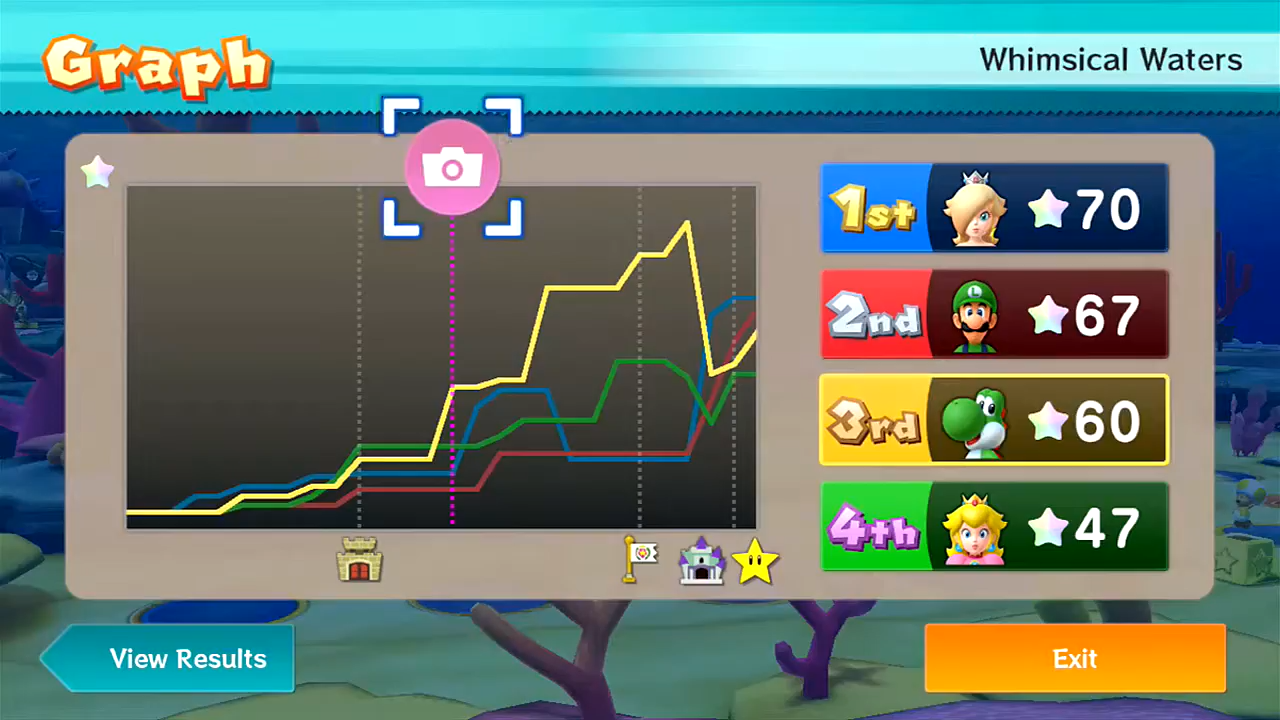 Graph
Whimsical Waters
1st 70
2nd L 67
3rd 60
4th 47
View Results
Exit